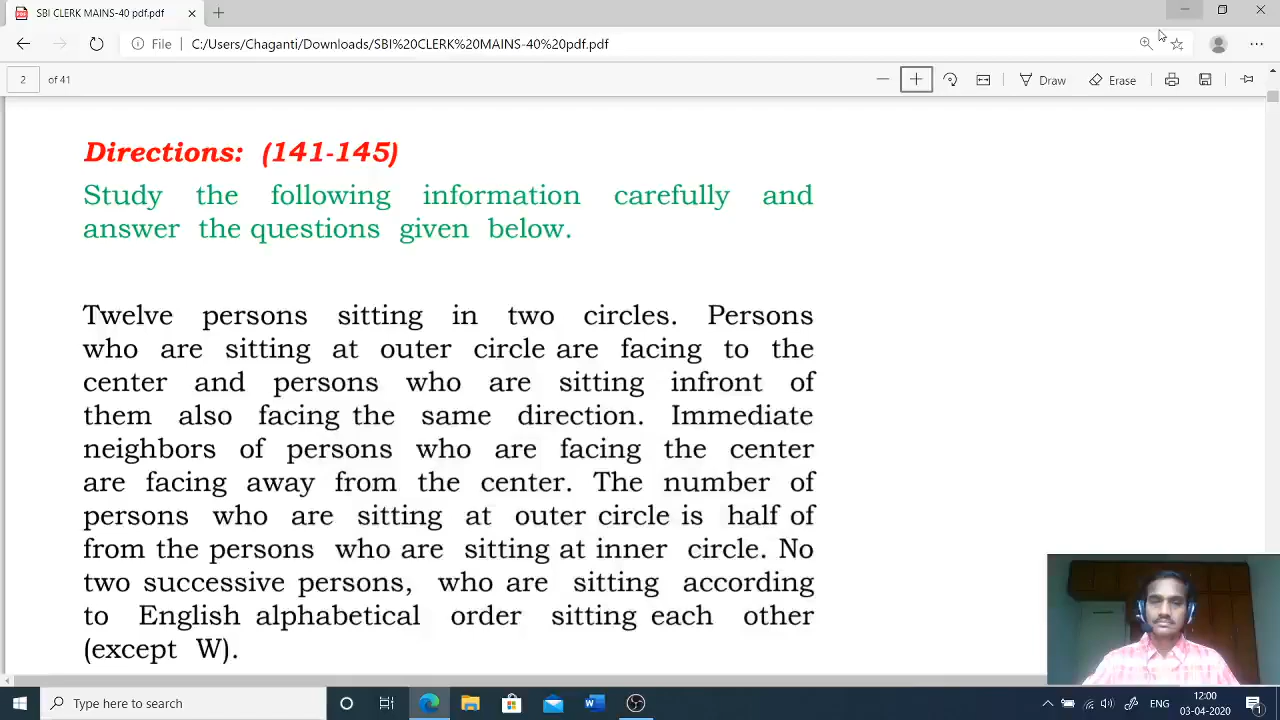 SBI CLERK MAINS-40 pdf.pdf
File C:/Users/Chaganti/Downloads/SBI%20CLERK%20MAINS-40%20pdf.pdf
2 of 41 Draw Erase
Directions: (141-145)
Study the following information carefully and
answer the questions given below.
Twelve persons sitting in two circles. Persons
who are sitting at outer circle are facing to the
center and persons who are sitting infront of
them also facing the same direction. Immediate
neighbors of persons who are facing the center
are facing away from the center. The number of
persons who are sitting at outer circle is half of
from the persons who are sitting at inner circle. No
two successive persons, who are sitting according
to English alphabetical order sitting each other
(except W).
Type here to search
ENG
12:00
03-04-2020